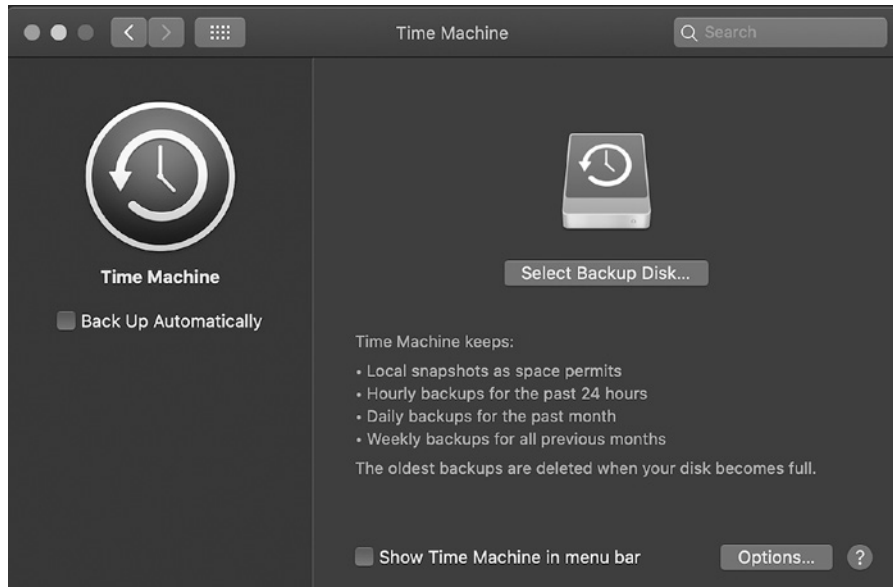 Time Machine
Search
Time Machine
Back Up Automatically
Select Backup Disk...
Time Machine keeps:
• Local snapshots as space permits
• Hourly backups for the past 24 hours
• Daily backups for the past month
• Weekly backups for all previous months
The oldest backups are deleted when your disk becomes full.
Show Time Machine in menu bar
Options...
?